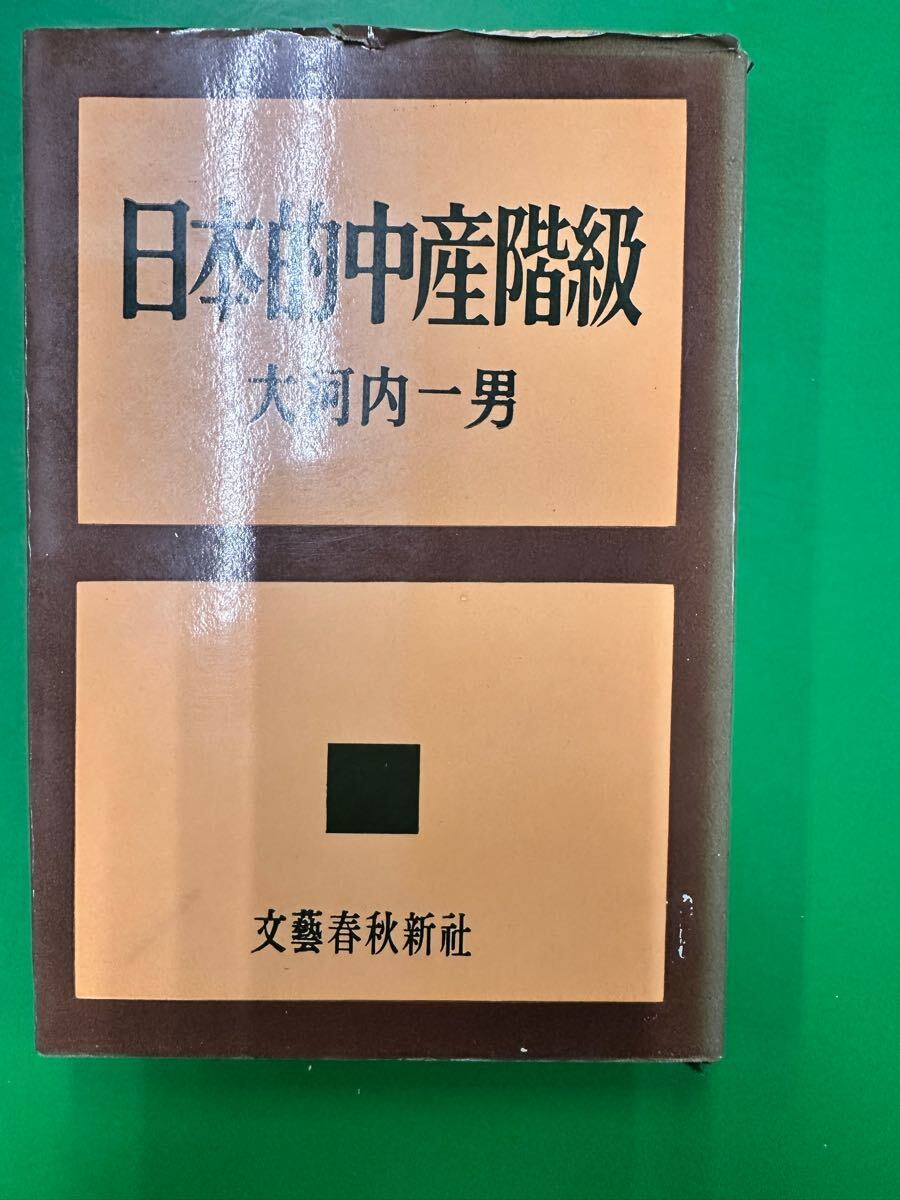 日本的中産階級
大河内一男
文藝春秋新社